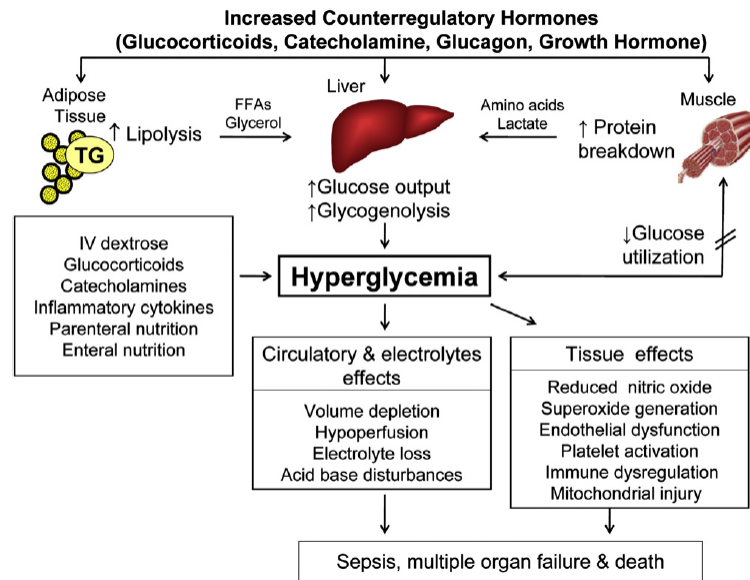 Increased Counterregulatory Hormones
(Glucocorticoids, Catecholamine, Glucagon, Growth Hormone)
Adipose
Tissue
TG
↑ Lipolysis
FFAs
Glycerol
Liver
Amino acids
Lactate
↑ Protein
breakdown
Muscle
↑Glucose output
↑Glycogenolysis
↓Glucose
utilization
IV dextrose
Glucocorticoids
Catecholamines
Inflammatory cytokines
Parenteral nutrition
Enteral nutrition
Hyperglycemia
Circulatory & electrolytes
effects
Volume depletion
Hypoperfusion
Electrolyte loss
Acid base disturbances
Tissue effects
Reduced nitric oxide
Superoxide generation
Endothelial dysfunction
Platelet activation
Immune dysregulation
Mitochondrial injury
Sepsis, multiple organ failure & death